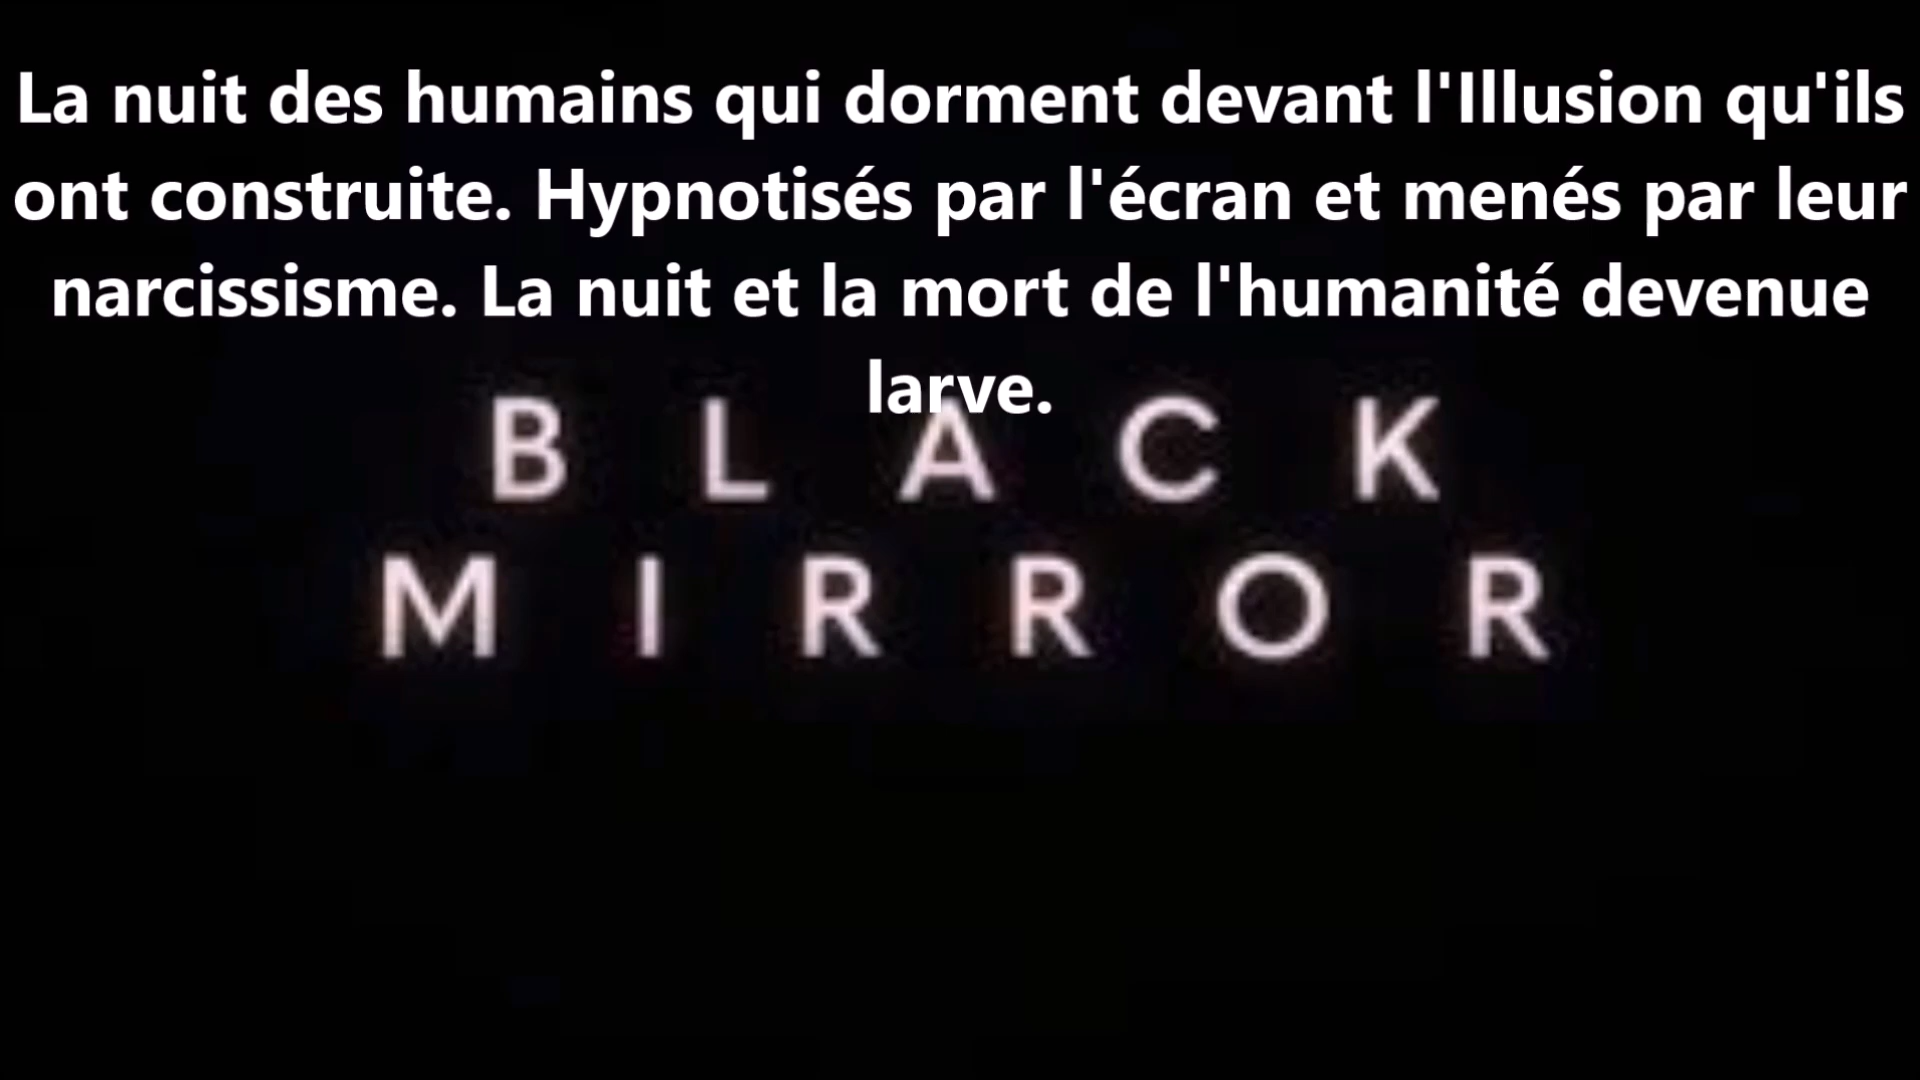 La nuit des humains qui dorment devant l'Illusion qu'ils
ont construite. Hypnotisés par l'écran et menés par leur
narcissisme. La nuit et la mort de l'humanité devenue
larve.
BLACK
MIRROR